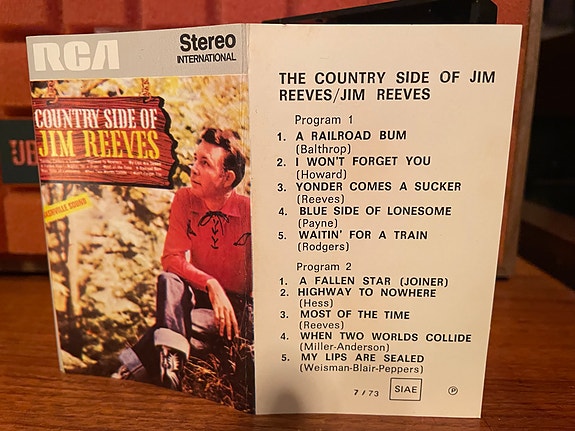 RCA
Stereo
INTERNATIONAL
COUNTRY SIDE OF
JIM REEVES
NASHVILLE SOUND
JB
THE COUNTRY SIDE OF JIM
REEVES/JIM REEVES
Program 1
1. A RAILROAD BUM
(Balthrop)
2. I WON'T FORGET YOU
(Howard)
3. YONDER COMES A SUCKER
(Reeves)
4. BLUE SIDE OF LONESOME
(Payne)
5. WAITIN' FOR A TRAIN
(Rodgers)
Program 2
1. A FALLEN STAR (JOINER)
2. HIGHWAY TO NOWHERE
(Hess)
3. MOST OF THE TIME
(Reeves)
4. WHEN TWO WORLDS COLLIDE
(Miller-Anderson)
5. MY LIPS ARE SEALED
(Weisman-Blair-Peppers)
7/73 SIAE ℗